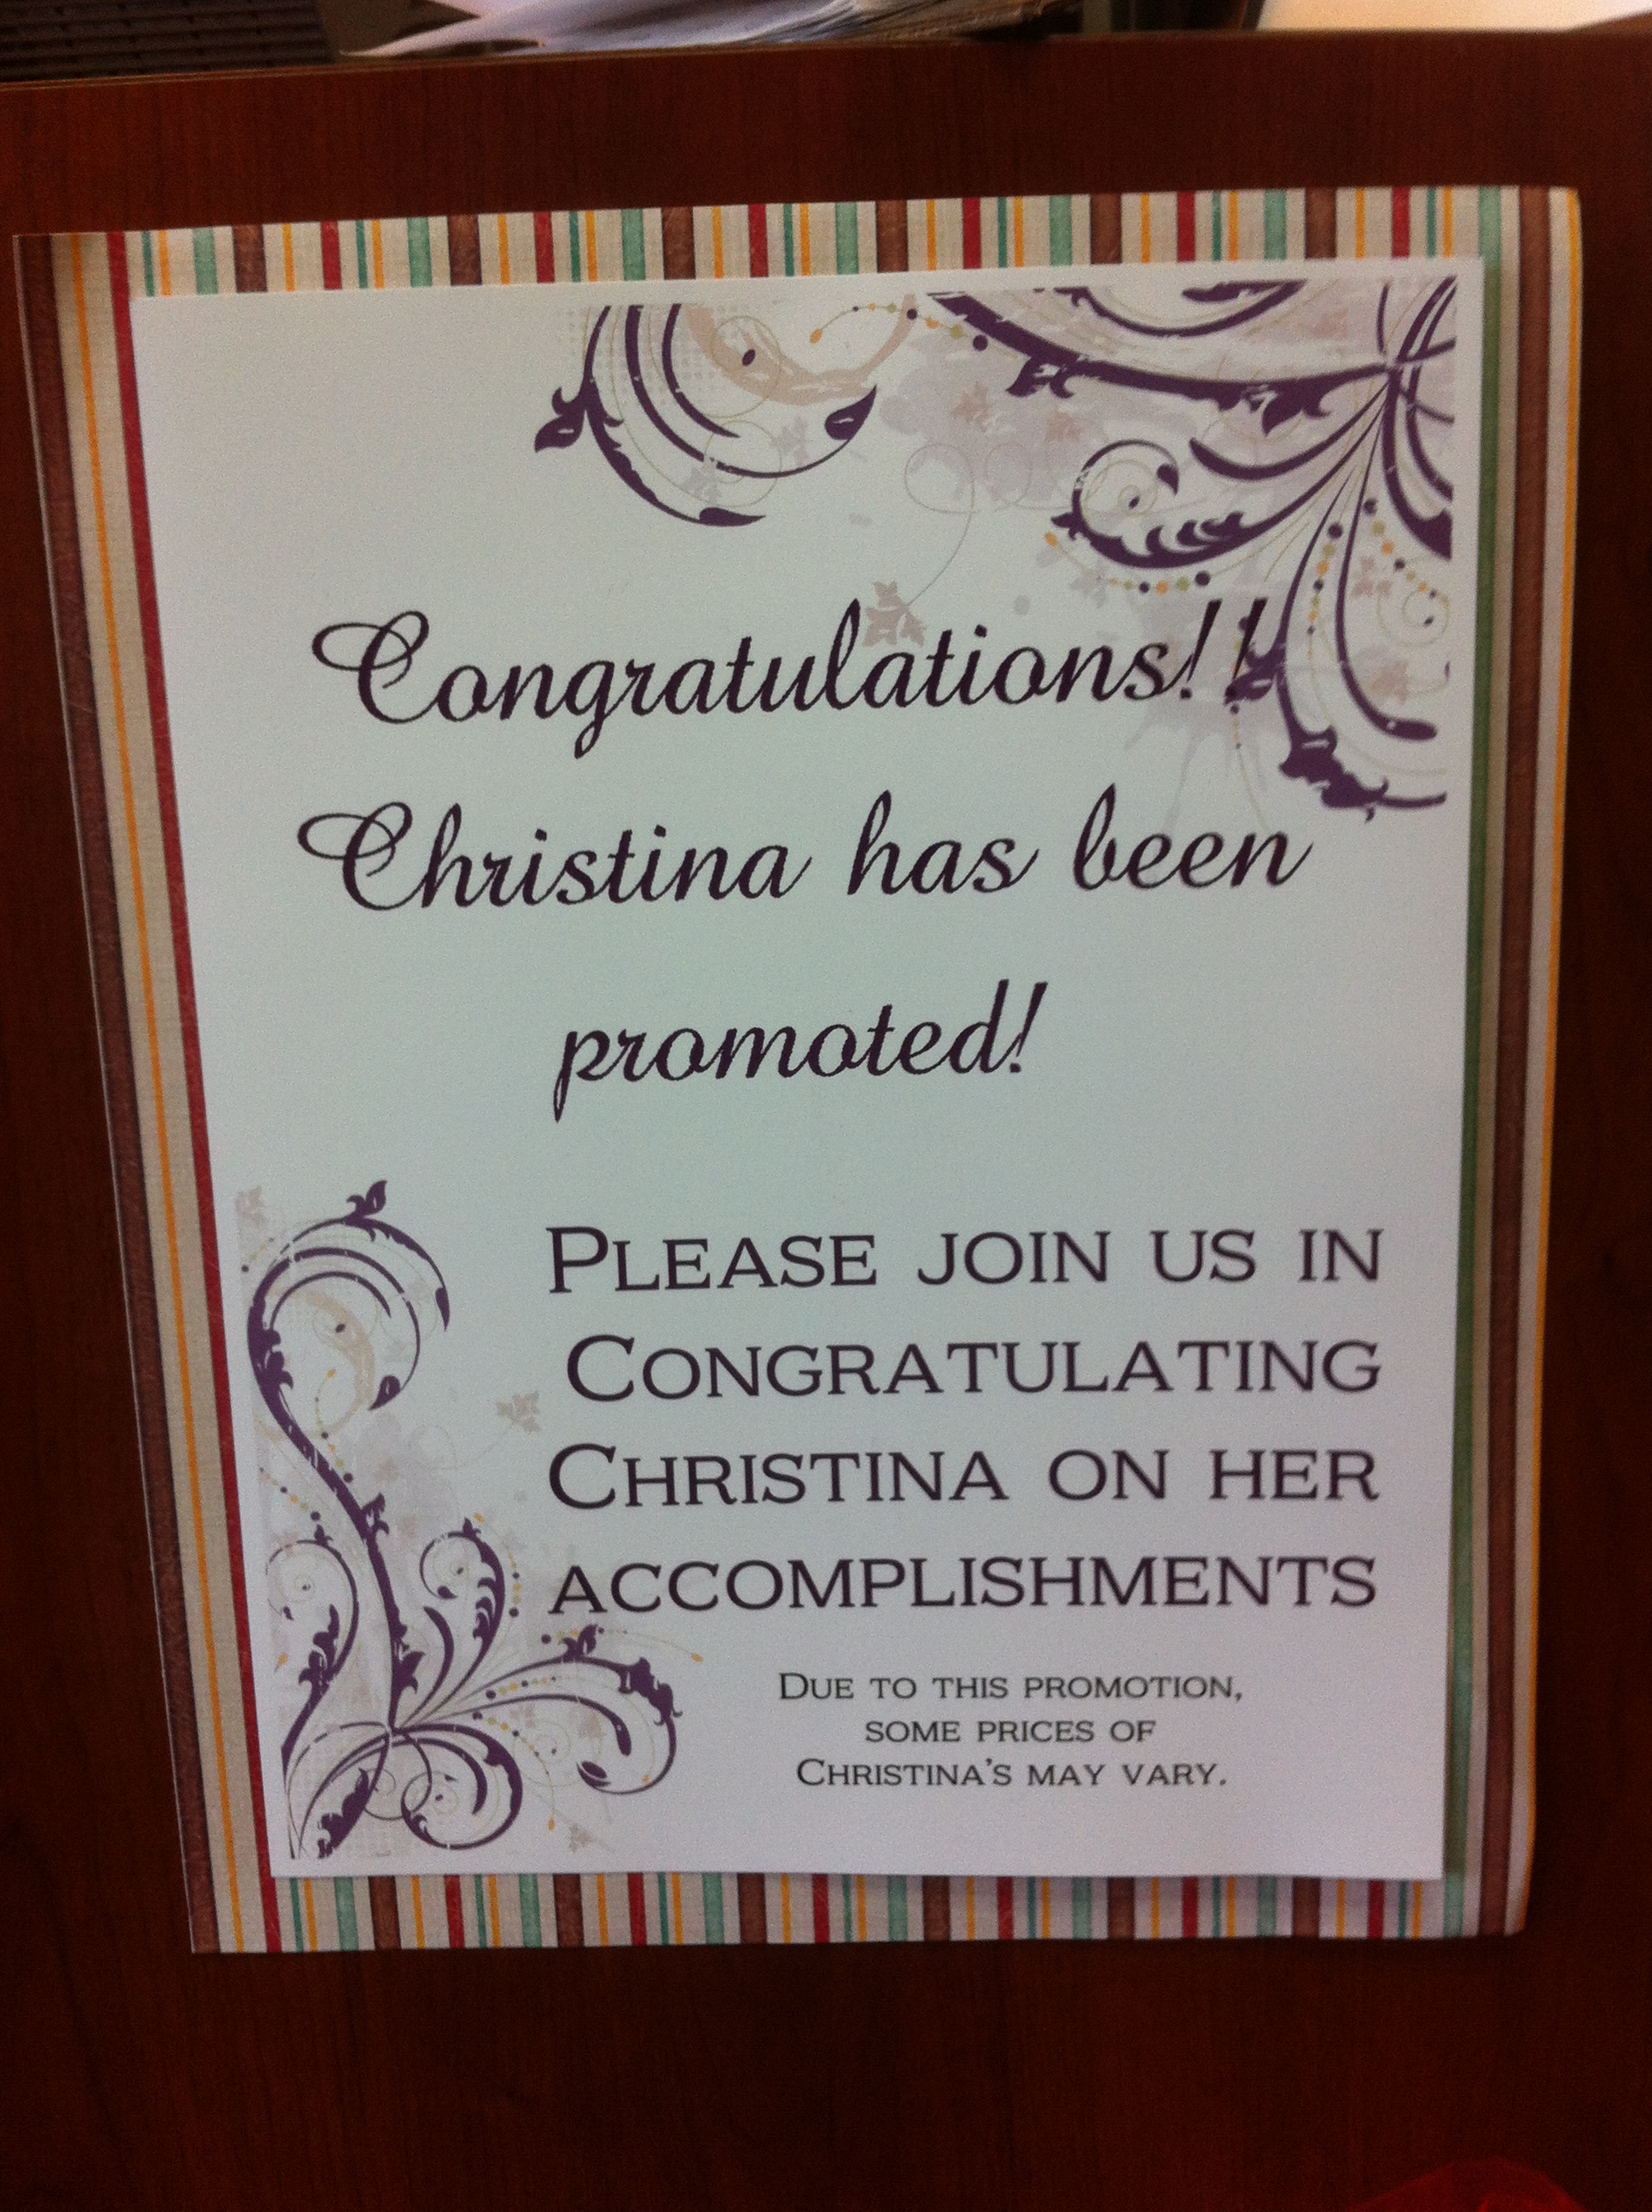 Congratulations!!
Christina has been
promoted!
Please join us in
Congratulating
Christina on her
accomplishments
Due to this promotion,
some prices of
Christina's may vary.